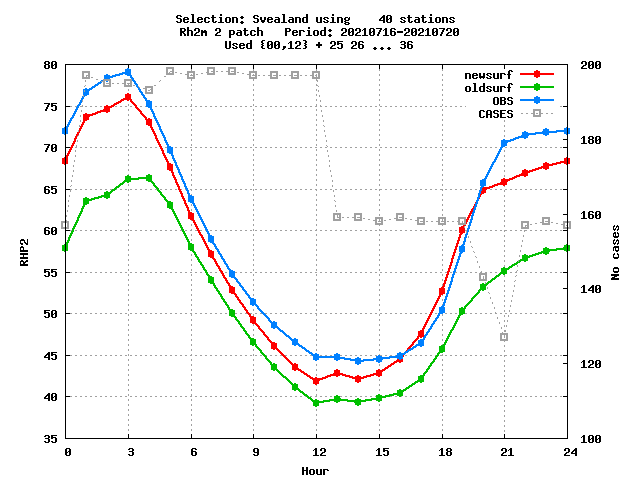 Selection: Svealand using    40 stations
Rh2m 2 patch   Period: 20210716-20210720
Used {00,12} + 25 26 ... 36
newsurf
oldsurf
OBS
CASES
80
75
70
65
60
55
50
45
40
35
RHP2
200
180
160
140
120
100
No cases
0 3 6 9 12 15 18 21 24
Hour